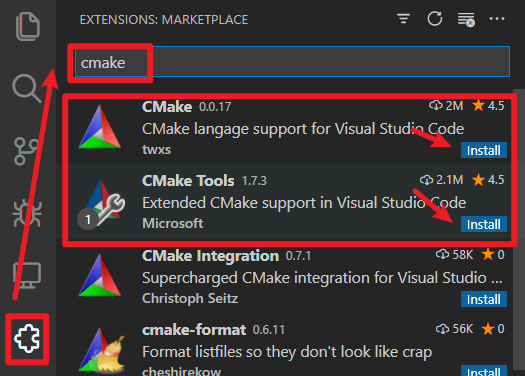 EXTENSIONS: MARKETPLACE
cmake
CMake 0.0.17 2M 4.5
CMake langage support for Visual Studio Code
twxs Install
CMake Tools 1.7.3 2.1M 4.5
Extended CMake support in Visual Studio Code
1
Microsoft Install
CMake Integration 0.7.1 58K 0
Supercharged CMake integration for Visual Studio ...
Christoph Seitz Install
cmake-format 0.6.11 56K 0
Format listfiles so they don't look like crap
cheshirekow Install